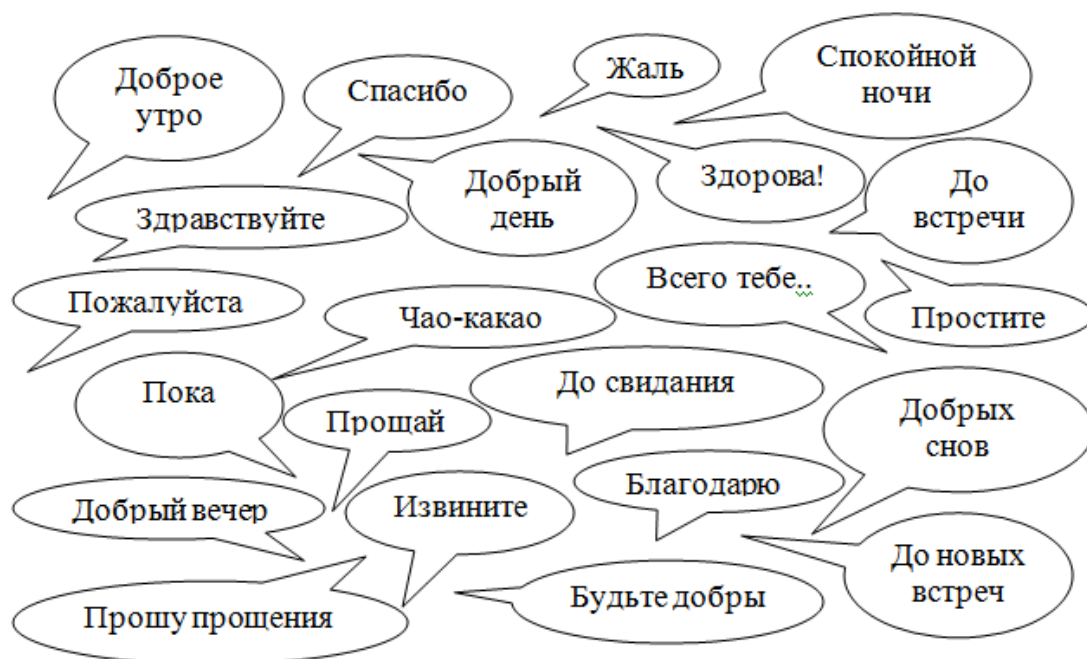 Доброе
утро
Спасибо
Жаль
Спокойной
ночи
Здравствуйте
Добрый
день
Здорова!
До
встречи
Пожалуйста
Чао-какао
Всего тебе..
Простите
Пока
Прощай
До свидания
Добрых
снов
Добрый вечер
Извините
Благодарю
До новых
встреч
Прошу прощения
Будьте добры